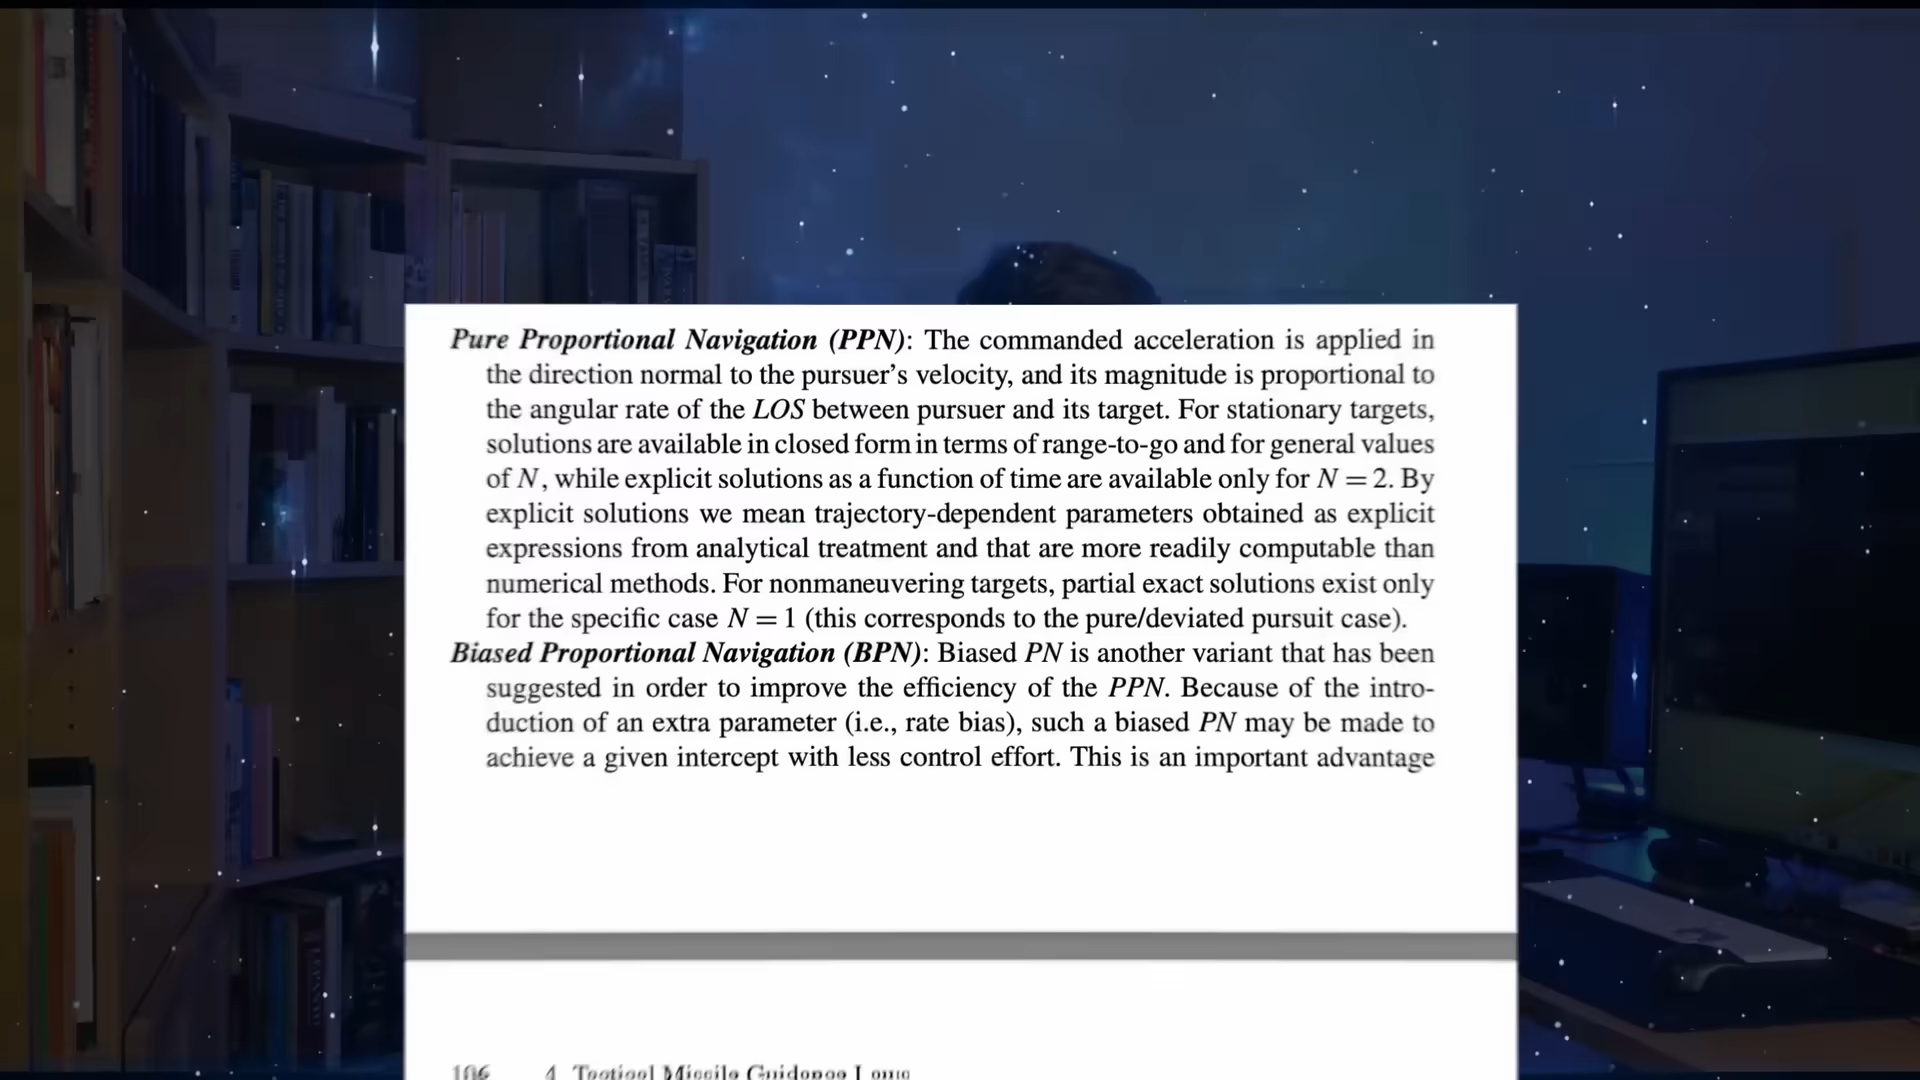 Pure Proportional Navigation (PPN): The commanded acceleration is applied in
the direction normal to the pursuer's velocity, and its magnitude is proportional to
the angular rate of the LOS between pursuer and its target. For stationary targets,
solutions are available in closed form in terms of range-to-go and for general values
of N, while explicit solutions as a function of time are available only for N = 2. By
explicit solutions we mean trajectory-dependent parameters obtained as explicit
expressions from analytical treatment and that are more readily computable than
numerical methods. For nonmaneuvering targets, partial exact solutions exist only
for the specific case N = 1 (this corresponds to the pure/deviated pursuit case).
Biased Proportional Navigation (BPN): Biased PN is another variant that has been
suggested in order to improve the efficiency of the PPN. Because of the intro-
duction of an extra parameter (i.e., rate bias), such a biased PN may be made to
achieve a given intercept with less control effort. This is an important advantage
106 4 Tactical Missile Guidance Laws